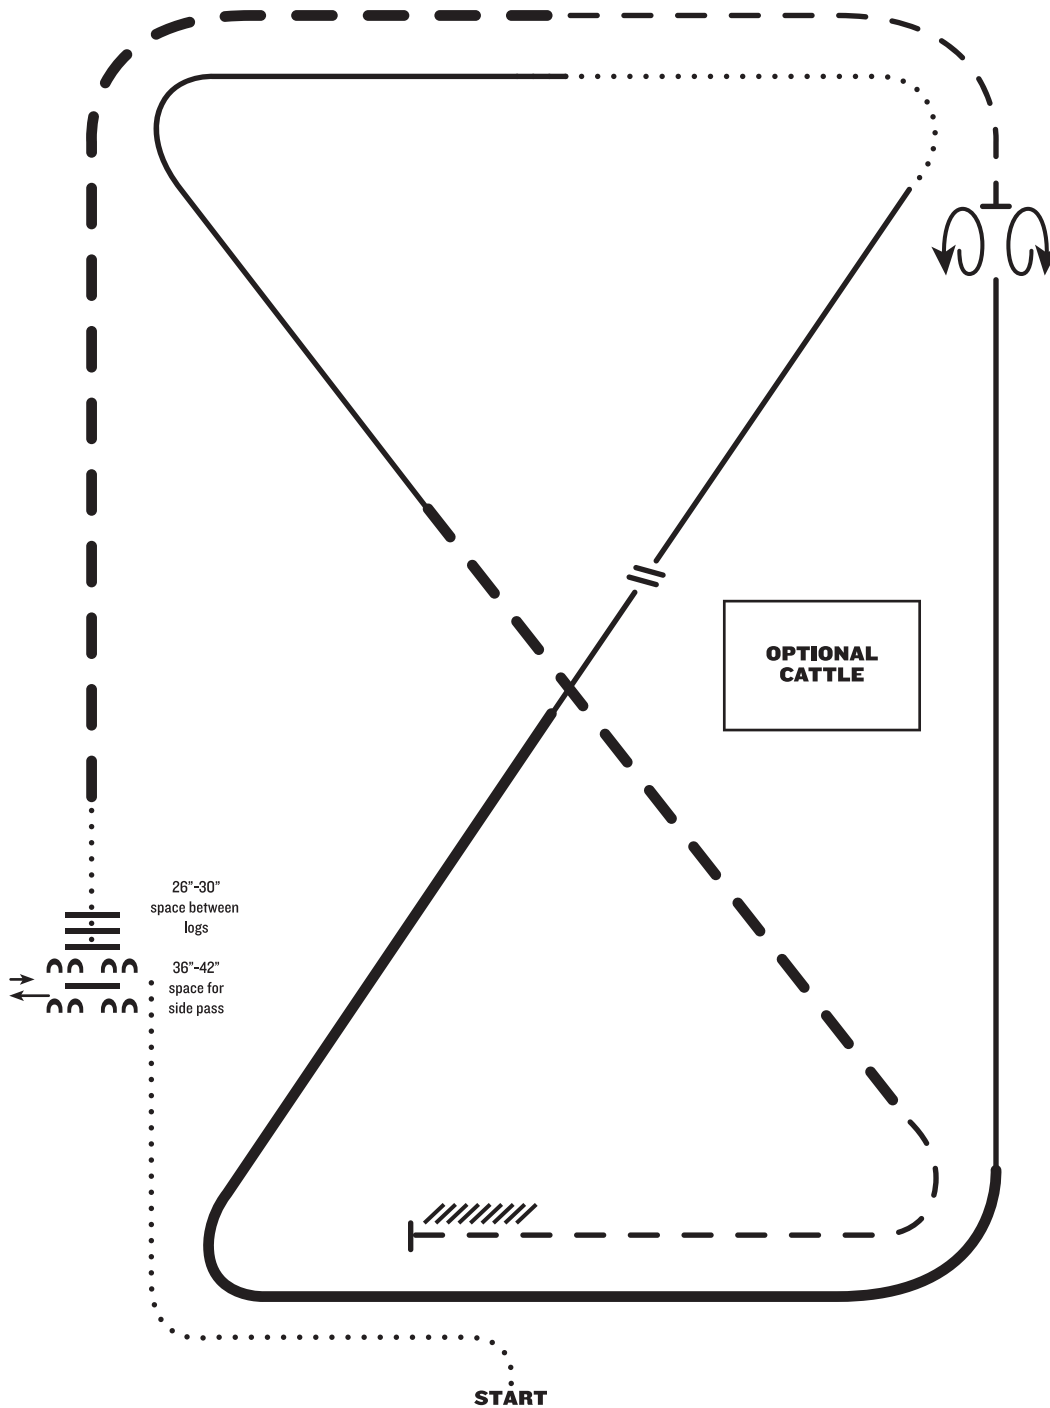 OPTIONAL
CATTLE
26”-30”
space between
logs
36”-42”
space for
side pass
START